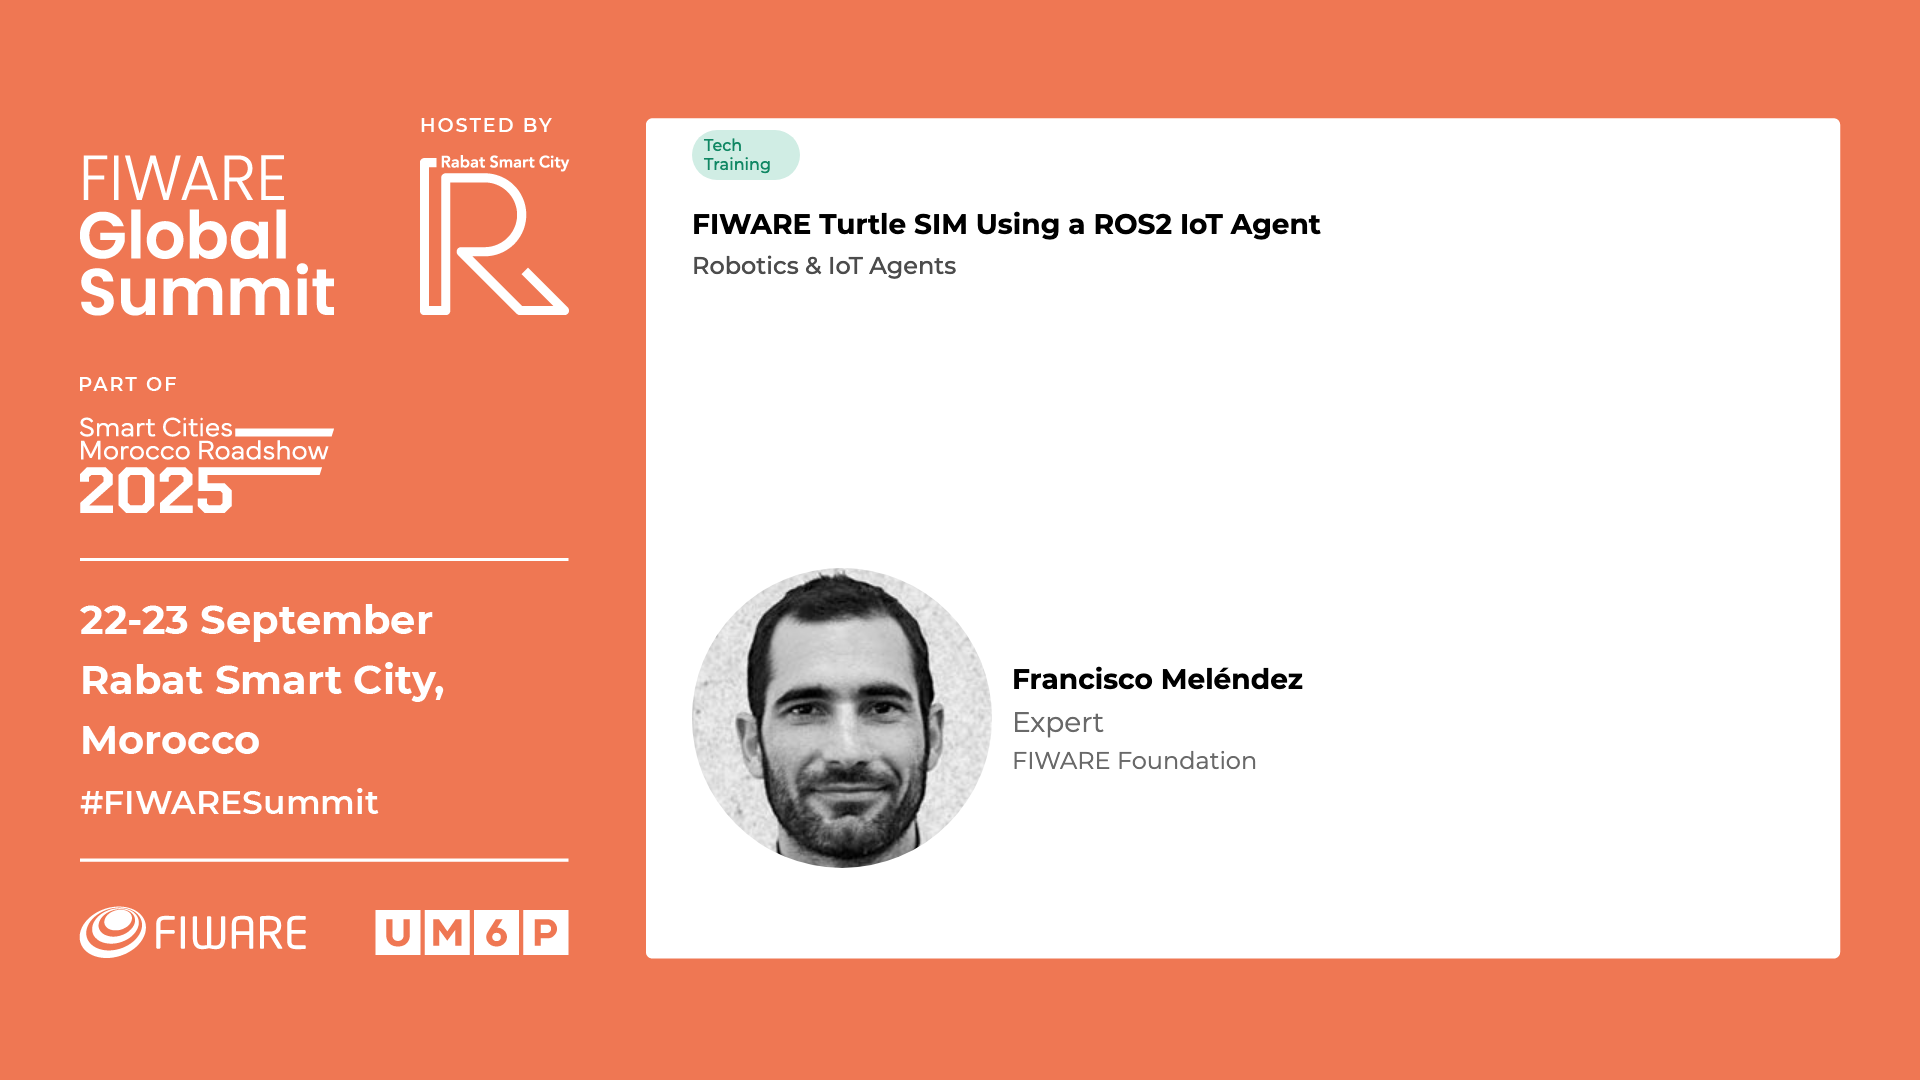 HOSTED BY
FIWARE
Global
Summit
Rabat Smart City
R
PART OF
Smart Cities
Morocco Roadshow
2025
22-23 September
Rabat Smart City,
Morocco
#FIWARESummit
FIWARE
UM6P
Tech
Training
FIWARE Turtle SIM Using a ROS2 IoT Agent
Robotics & IoT Agents
Francisco Meléndez
Expert
FIWARE Foundation